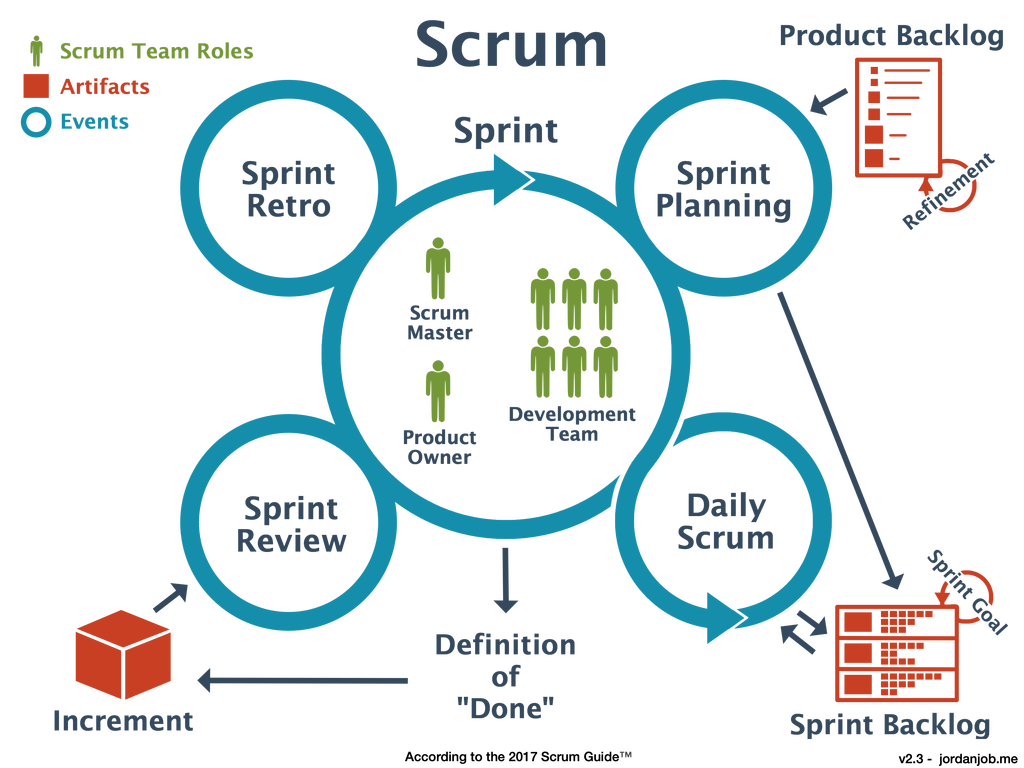 Scrum
Scrum Team Roles
Artifacts
Events
Product Backlog
Refinement
Sprint
Sprint
Retro
Sprint
Planning
Scrum
Master
Product
Owner
Development
Team
Sprint
Review
Daily
Scrum
Sprint Goal
Definition
of
"Done"
Increment
Sprint Backlog
According to the 2017 Scrum Guide™
v2.3 - jordanjob.me